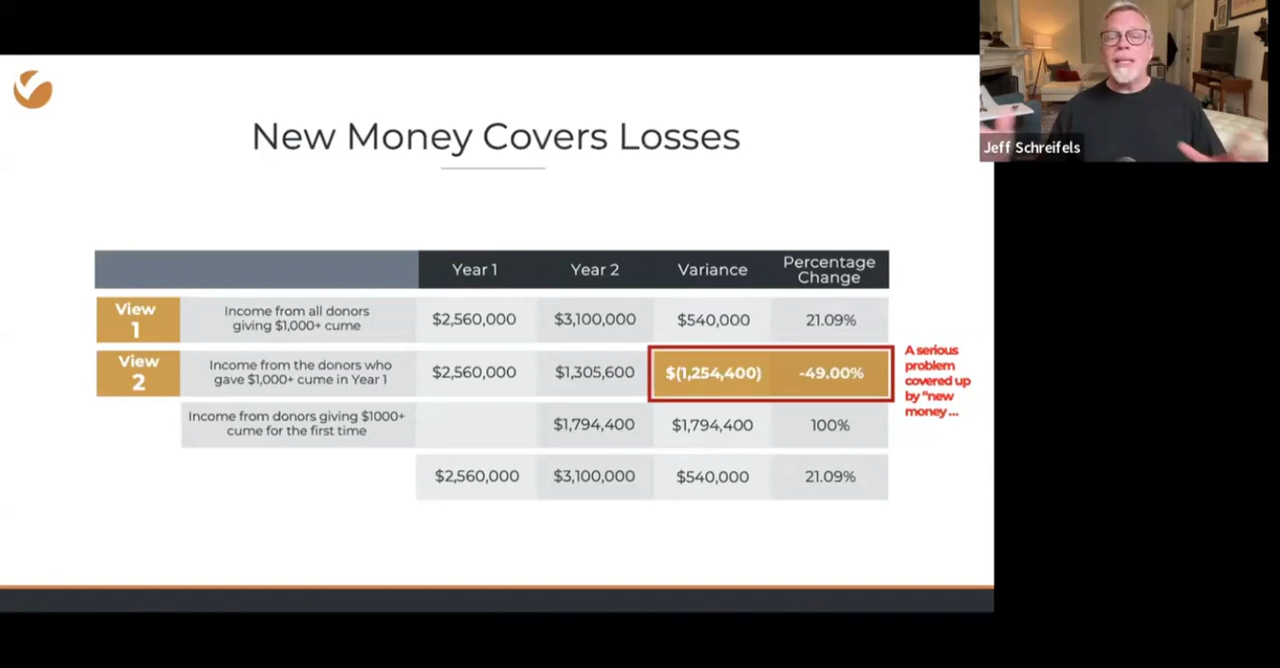 New Money Covers Losses
Jeff Schreifels
Year 1
Year 2
Variance
Percentage
Change
View
1
Income from all donors
giving $1,000+ cume
$2,560,000
$3,100,000
$540,000
21.09%
View
2
Income from the donors who
gave $1,000+ cume in Year 1
$2,560,000
$1,305,600
$(1,254,400)
-49.00%
A serious
problem
covered up
by “new
money ...
Income from donors giving $1000+
cume for the first time
$1,794,400
$1,794,400
100%
$2,560,000
$3,100,000
$540,000
21.09%